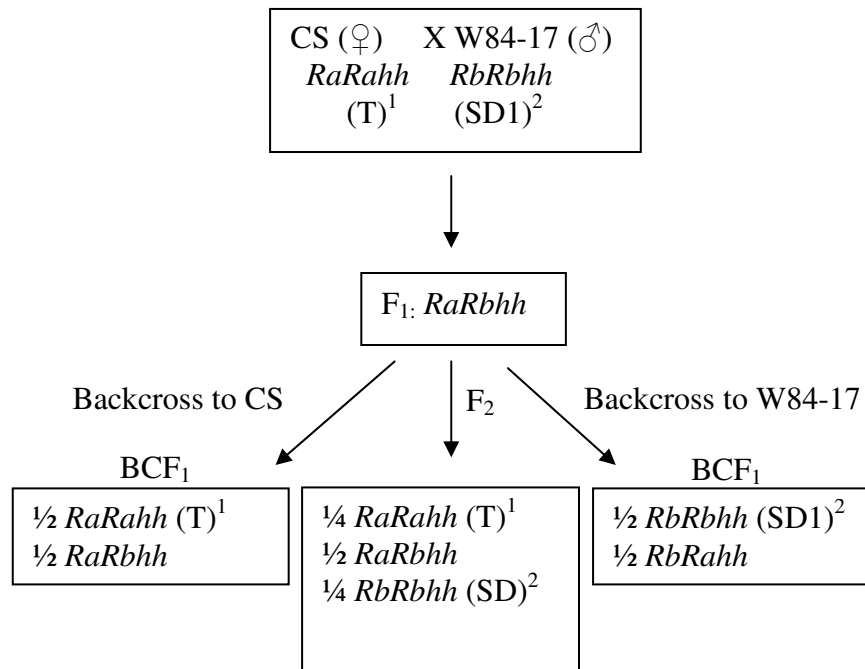 CS (♀) X W84-17 (♂)
RaRahh RbRbhh
(T)¹ (SD1)²
F₁: RaRbhh
Backcross to CS
F₂
Backcross to W84-17
BCF₁
½ RaRahh (T)¹
½ RaRbhh
¼ RaRahh (T)¹
½ RaRbhh
¼ RbRbhh (SD)²
BCF₁
½ RbRbhh (SD1)²
½ RbRahh